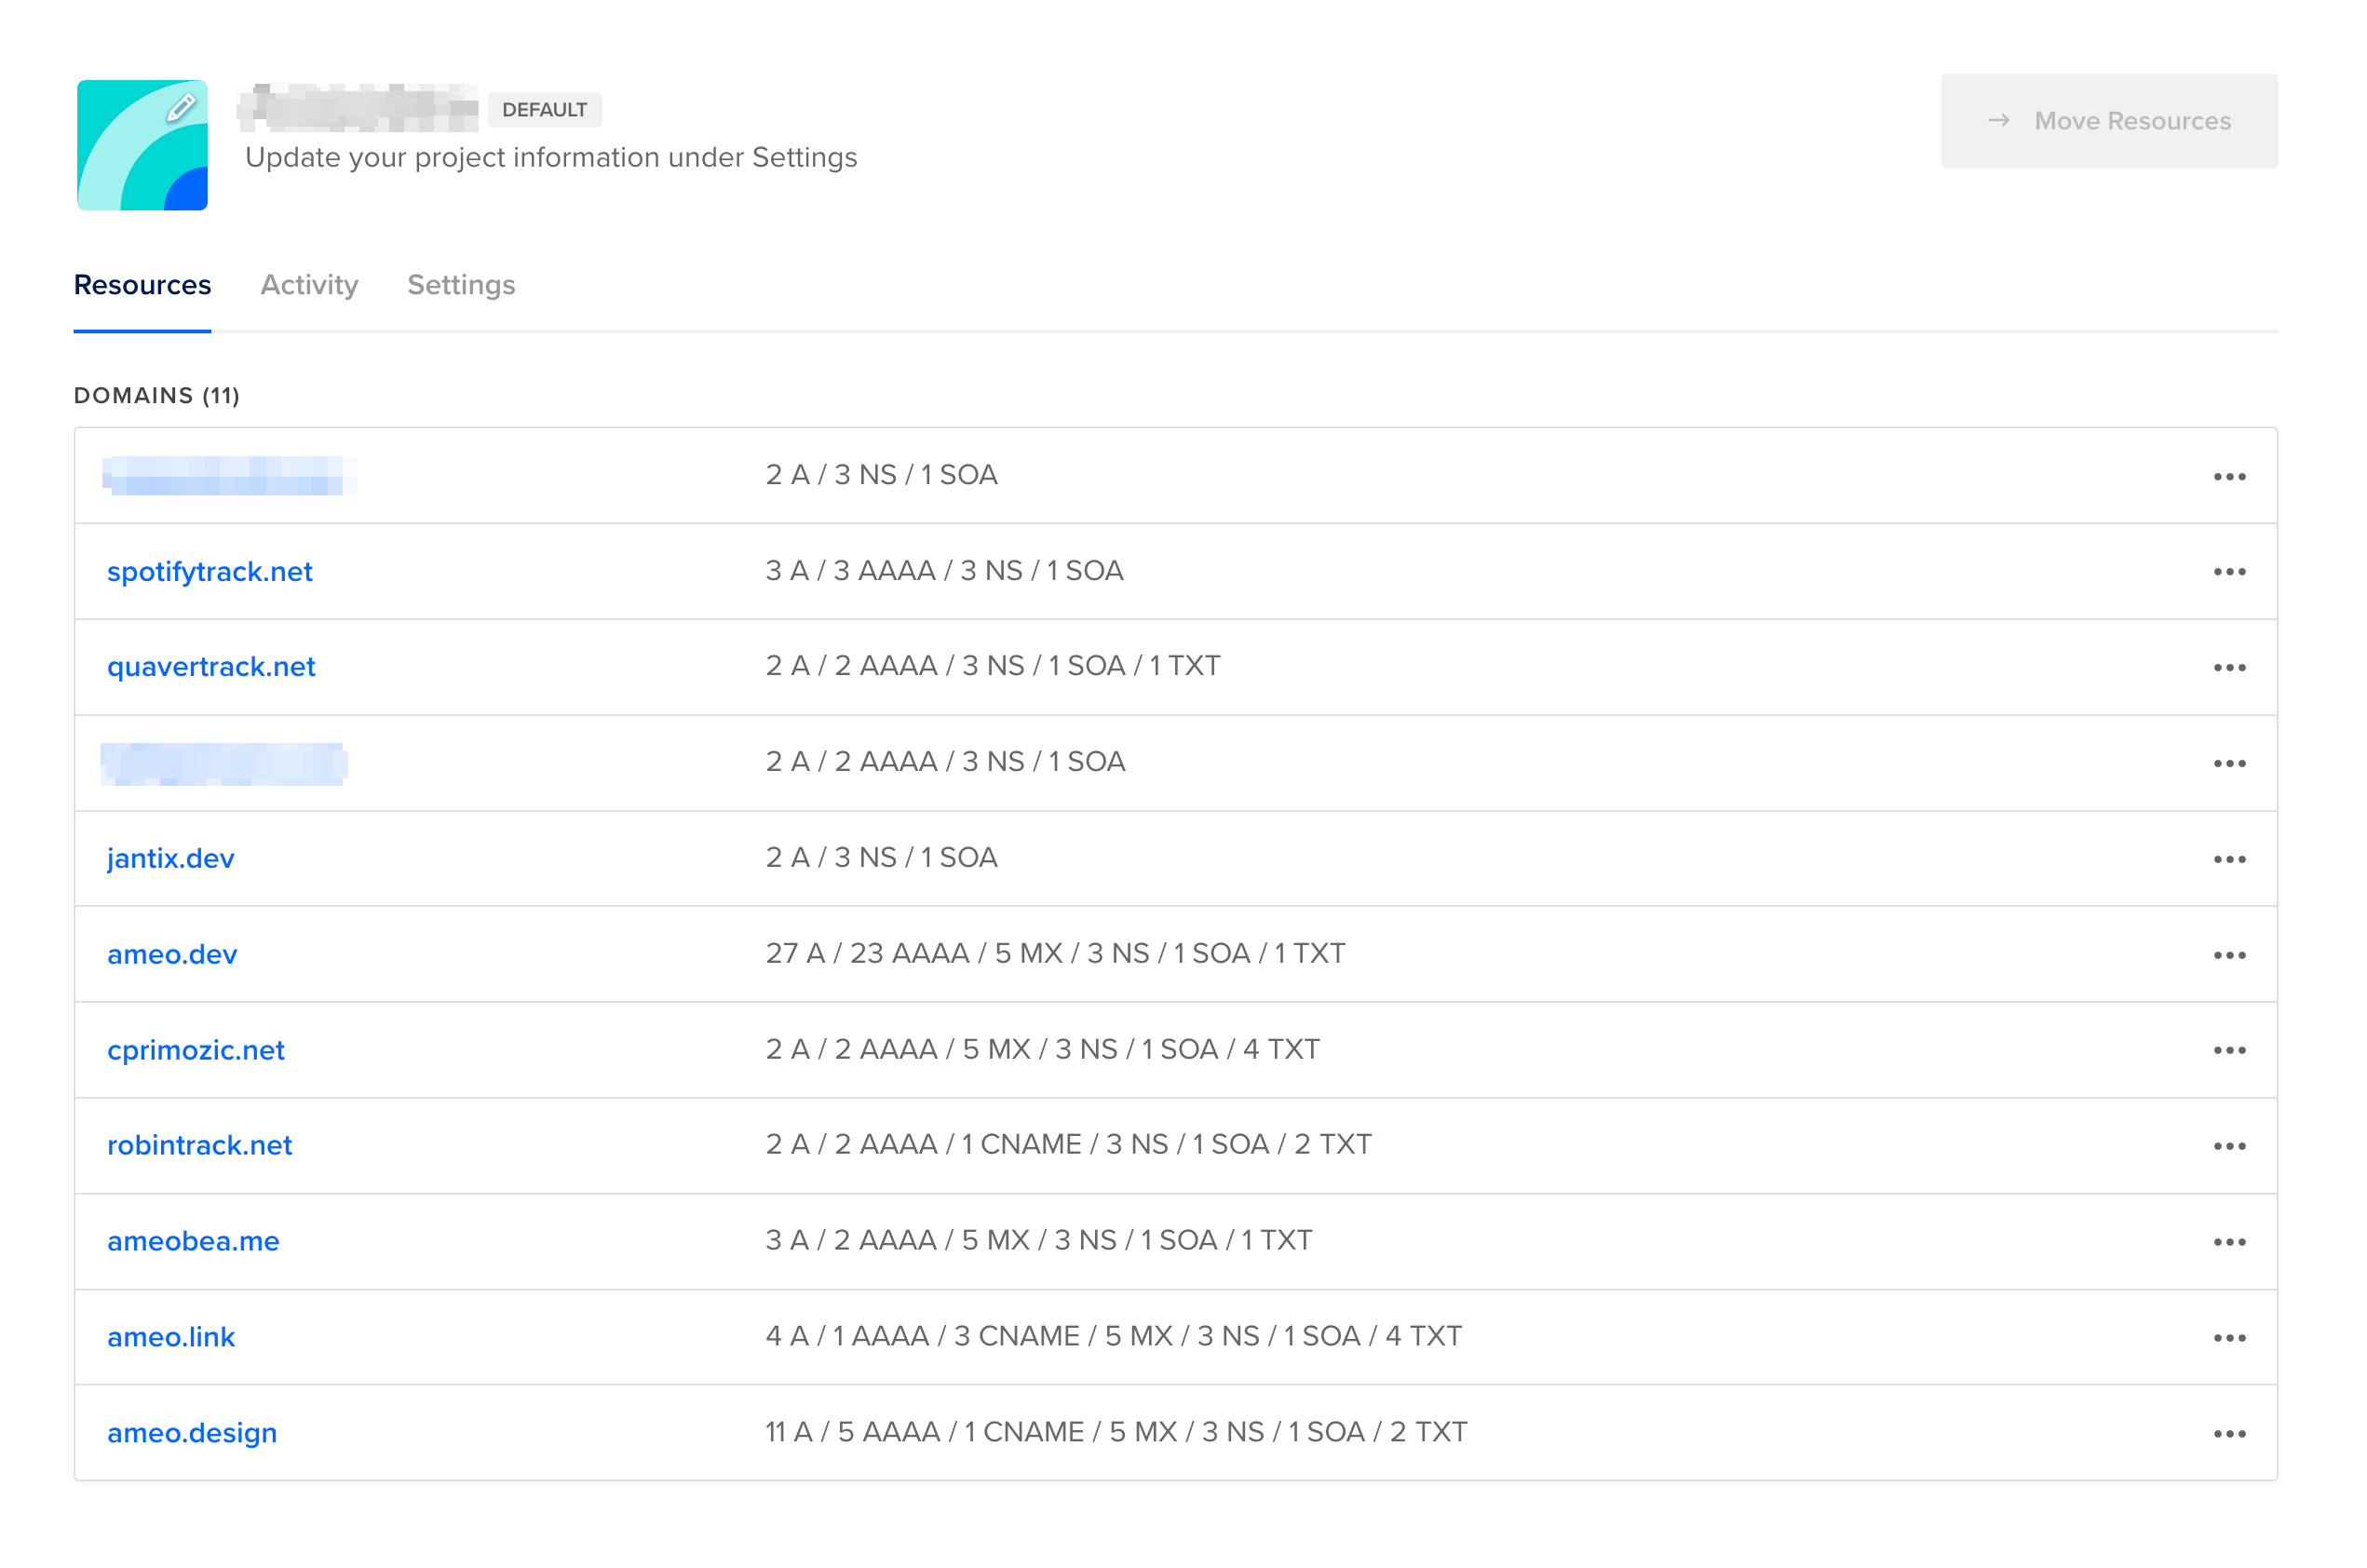 DEFAULT
Update your project information under Settings
→ Move Resources
Resources Activity Settings
DOMAINS (11)
2 A / 3 NS / 1 SOA
spotifytrack.net 3 A / 3 AAAA / 3 NS / 1 SOA
quavertrack.net 2 A / 2 AAAA / 3 NS / 1 SOA / 1 TXT
2 A / 2 AAAA / 3 NS / 1 SOA
jantix.dev 2 A / 3 NS / 1 SOA
ameo.dev 27 A / 23 AAAA / 5 MX / 3 NS / 1 SOA / 1 TXT
cprimozic.net 2 A / 2 AAAA / 5 MX / 3 NS / 1 SOA / 4 TXT
robintrack.net 2 A / 2 AAAA / 1 CNAME / 3 NS / 1 SOA / 2 TXT
ameobea.me 3 A / 2 AAAA / 5 MX / 3 NS / 1 SOA / 1 TXT
ameo.link 4 A / 1 AAAA / 3 CNAME / 5 MX / 3 NS / 1 SOA / 4 TXT
ameo.design 11 A / 5 AAAA / 1 CNAME / 5 MX / 3 NS / 1 SOA / 2 TXT